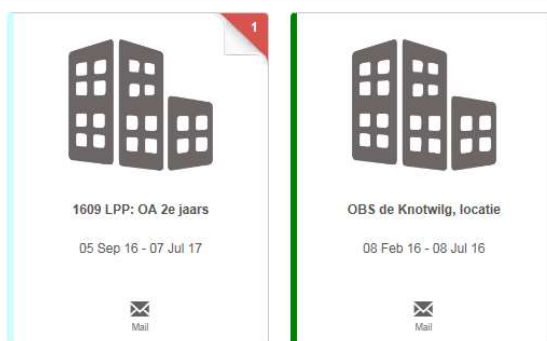 1
1609 LPP: OA 2e jaars
05 Sep 16 - 07 Jul 17
Mail
OBS de Knotwilg, locatie
08 Feb 16 - 08 Jul 16
Mail